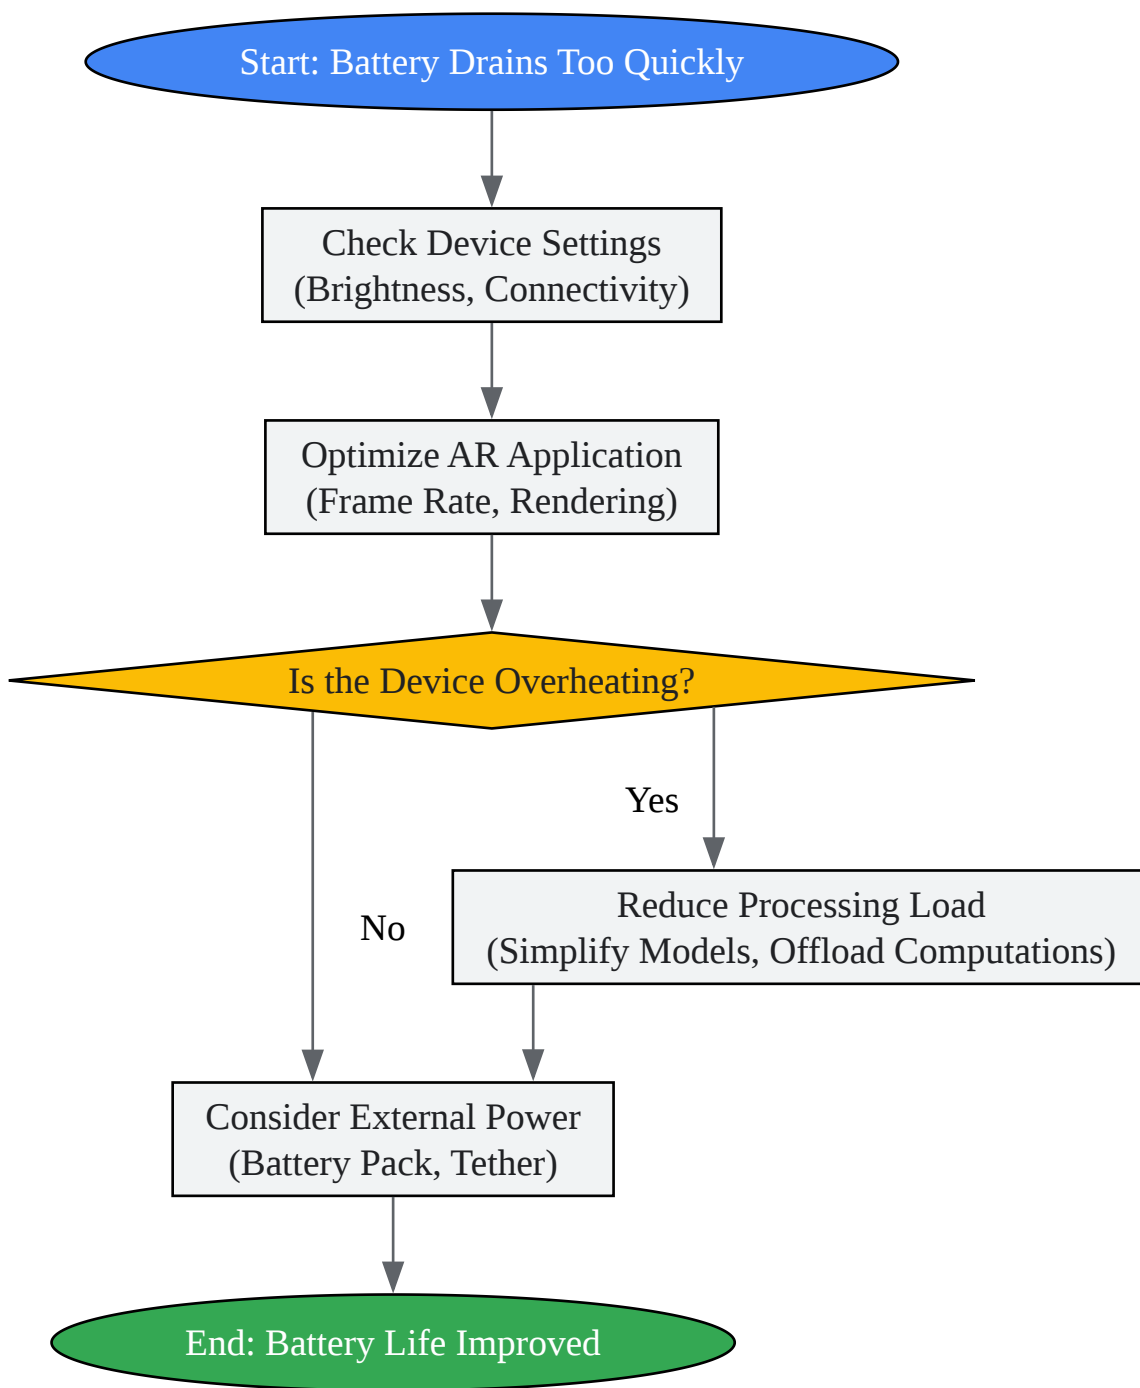 Start: Battery Drains Too Quickly
Check Device Settings
(Brightness, Connectivity)
Optimize AR Application
(Frame Rate, Rendering)
Is the Device Overheating?
Yes
Reduce Processing Load
(Simplify Models, Offload Computations)
No
Consider External Power
(Battery Pack, Tether)
End: Battery Life Improved